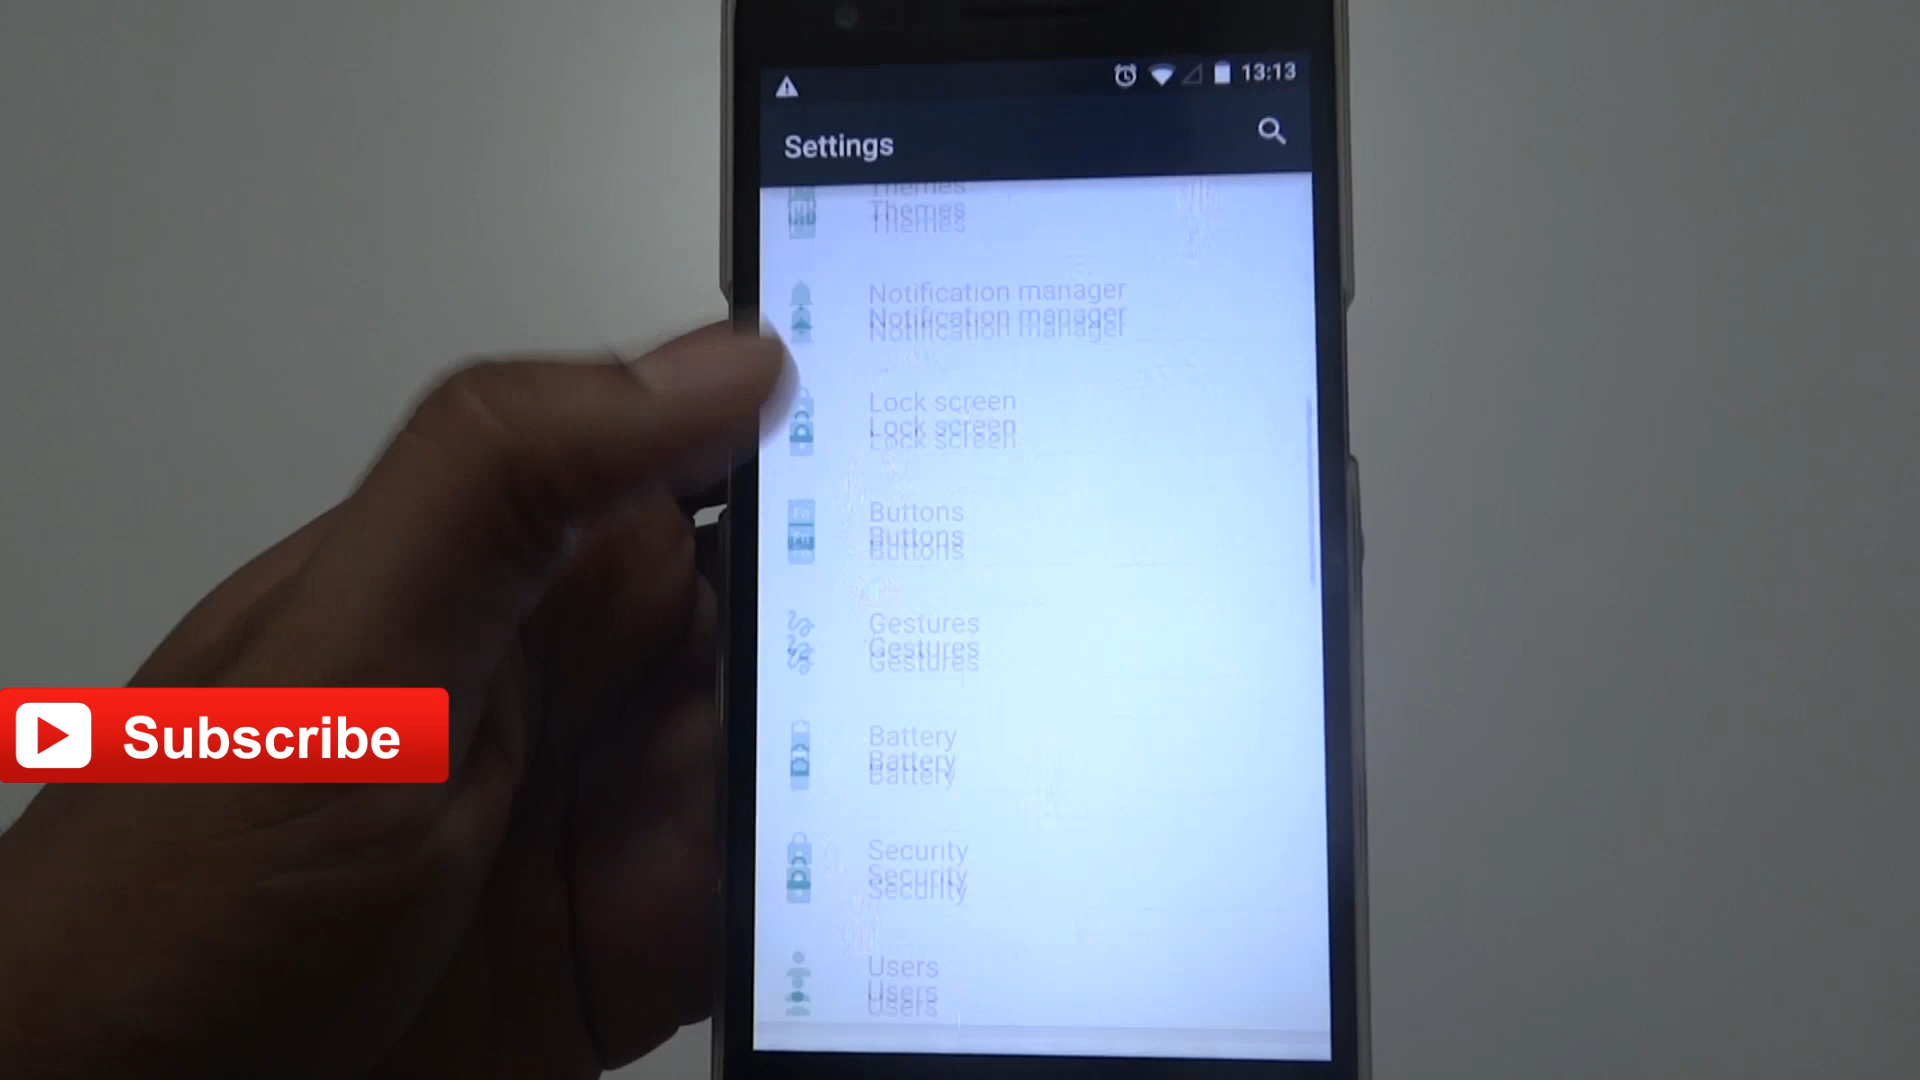 13:13
Settings
Themes
Notification manager
Lock screen
Buttons
Gestures
Battery
Subscribe
Security
Users